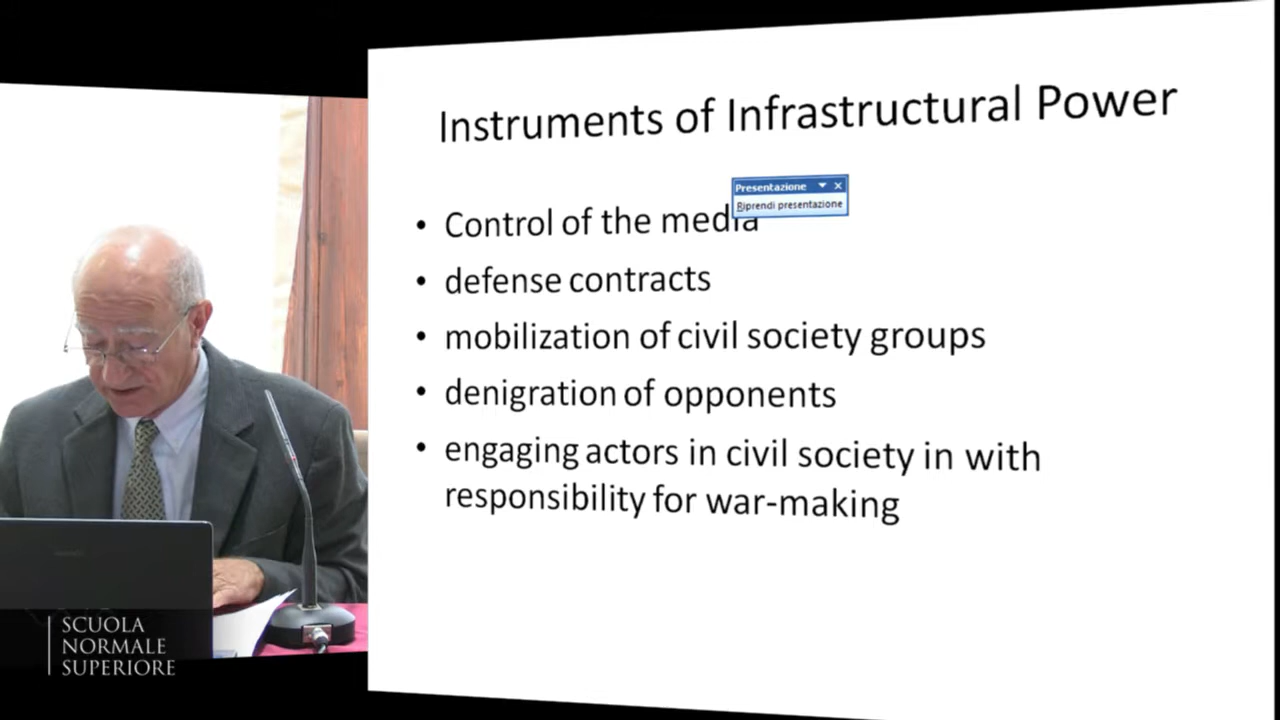 Instruments of Infrastructural Power
Presentazione
Riprendi presentazione
• Control of the media
• defense contracts
• mobilization of civil society groups
• denigration of opponents
• engaging actors in civil society in with
responsibility for war-making
SCUOLA
NORMALE
SUPERIORE